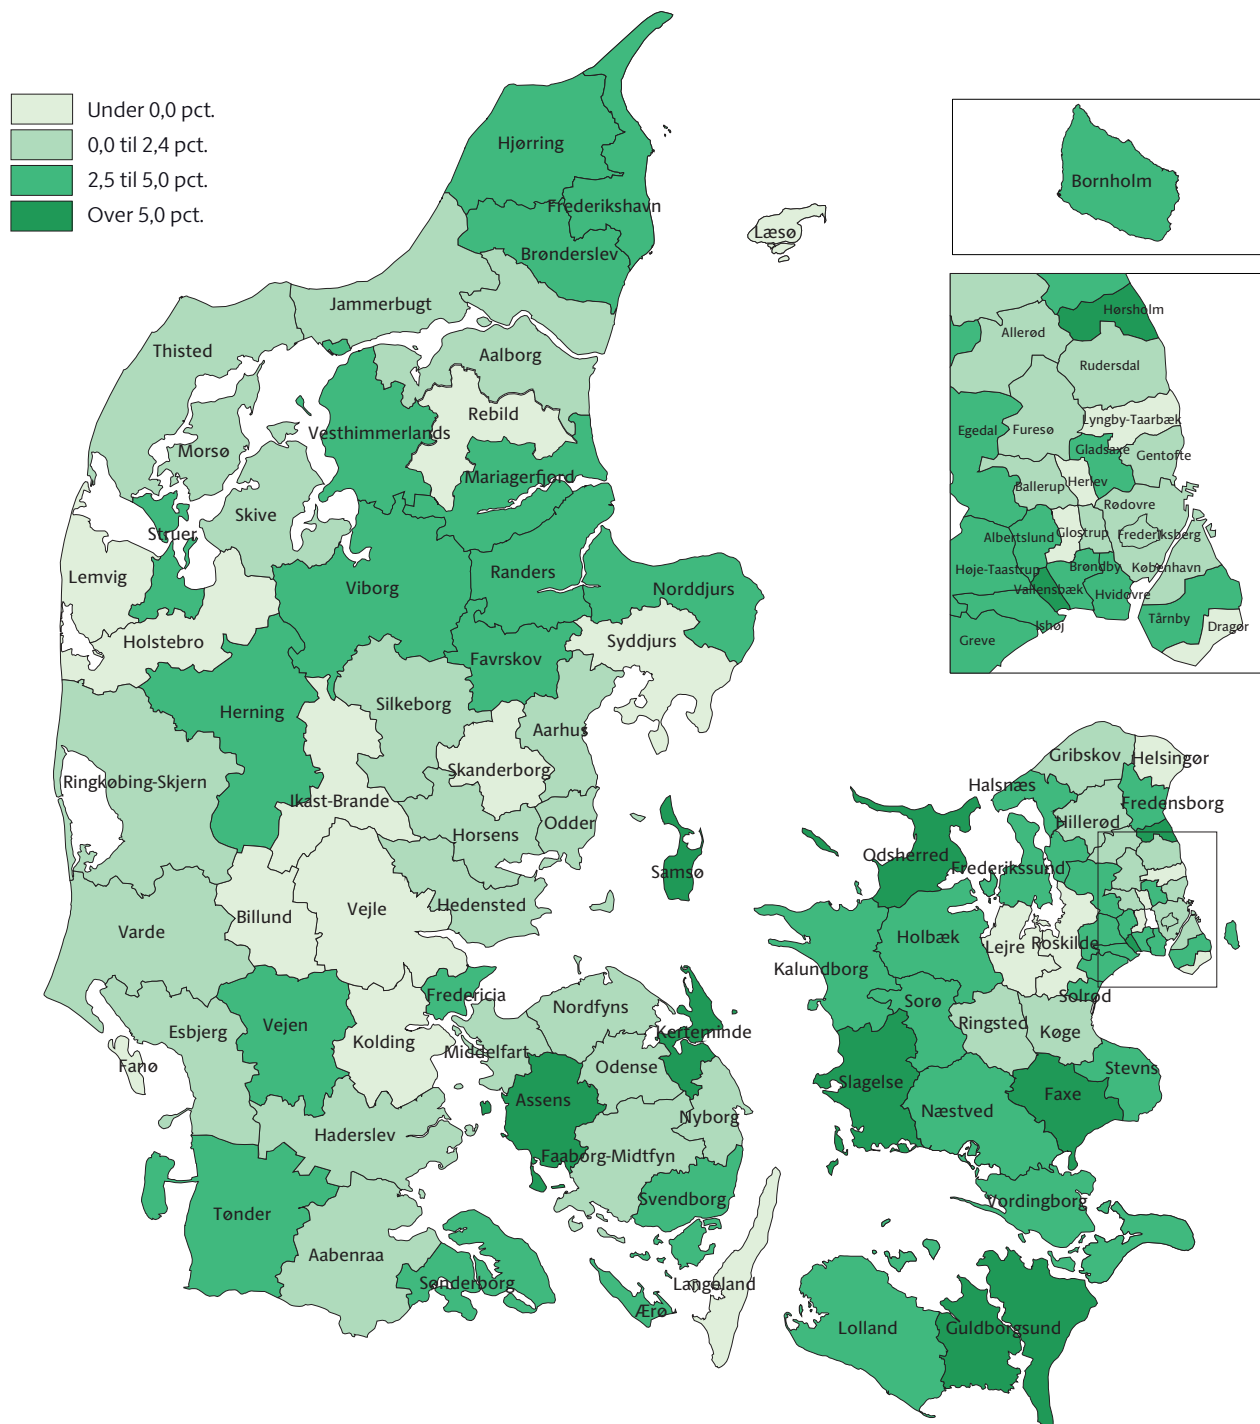 Under 0,0 pct.
0,0 til 2,4 pct.
2,5 til 5,0 pct.
Over 5,0 pct.
Hjørring
Frederikshavn
Brønderslev
Læsø
Jammerbugt
Thisted
Aalborg
Rebild
Vesthimmerlands
Morsø
Mariagerfjord
Skive
Struer
Lemvig
Viborg
Randers
Norddjurs
Holstebro
Syddjurs
Favrskov
Herning
Silkeborg
Aarhus
Skanderborg
Ringkøbing-Skjern
Ikast-Brande
Horsens
Odder
Samsø
Hedensted
Billund
Vejle
Varde
Fredericia
Vejen
Esbjerg
Kolding
Fanø
Middelfart
Nordfyns
Kerteminde
Odense
Assens
Nyborg
Haderslev
Faaborg-Midtfyn
Svendborg
Tønder
Aabenraa
Sønderborg
Langeland
Ærø
Bornholm
Hørsholm
Allerød
Rudersdal
Lyngby-Taarbæk
Egedal
Furesø
Gladsaxe
Gentofte
Ballerup
Herlev
Rødovre
Albertslund
Glostrup
Frederiksberg
Høje-Taastrup
Brøndby
København
Vallensbæk
Hvidovre
Ishøj
Tårnby
Dragør
Greve
Gribskov
Helsingør
Halsnæs
Fredensborg
Hillerød
Odsherred
Frederikssund
Holbæk
Lejre
Roskilde
Kalundborg
Solrød
Sorø
Ringsted
Køge
Stevns
Slagelse
Faxe
Næstved
Vordingborg
Lolland
Guldborgsund